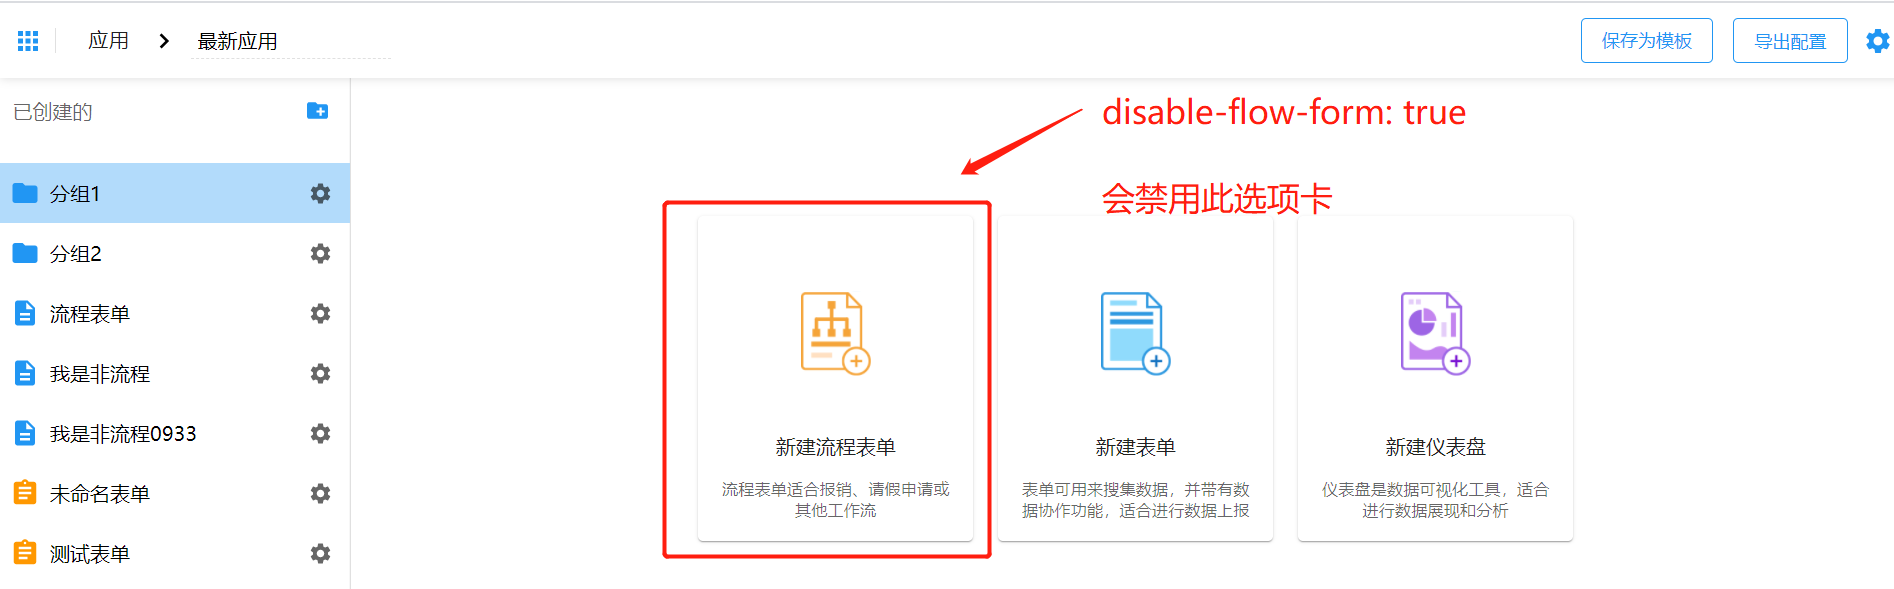 应用
最新应用
保存为模板
导出配置
已创建的
disable-flow-form: true
会禁用此选项卡
分组1
分组2
流程表单
我是非流程
我是非流程0933
未命名表单
测试表单
新建流程表单
流程表单适合报销、请假申请或
其他工作流
新建表单
表单可用来搜集数据，并带有数
据协作功能，适合进行数据上报
新建仪表盘
仪表盘是数据可视化工具，适合
进行数据展现和分析